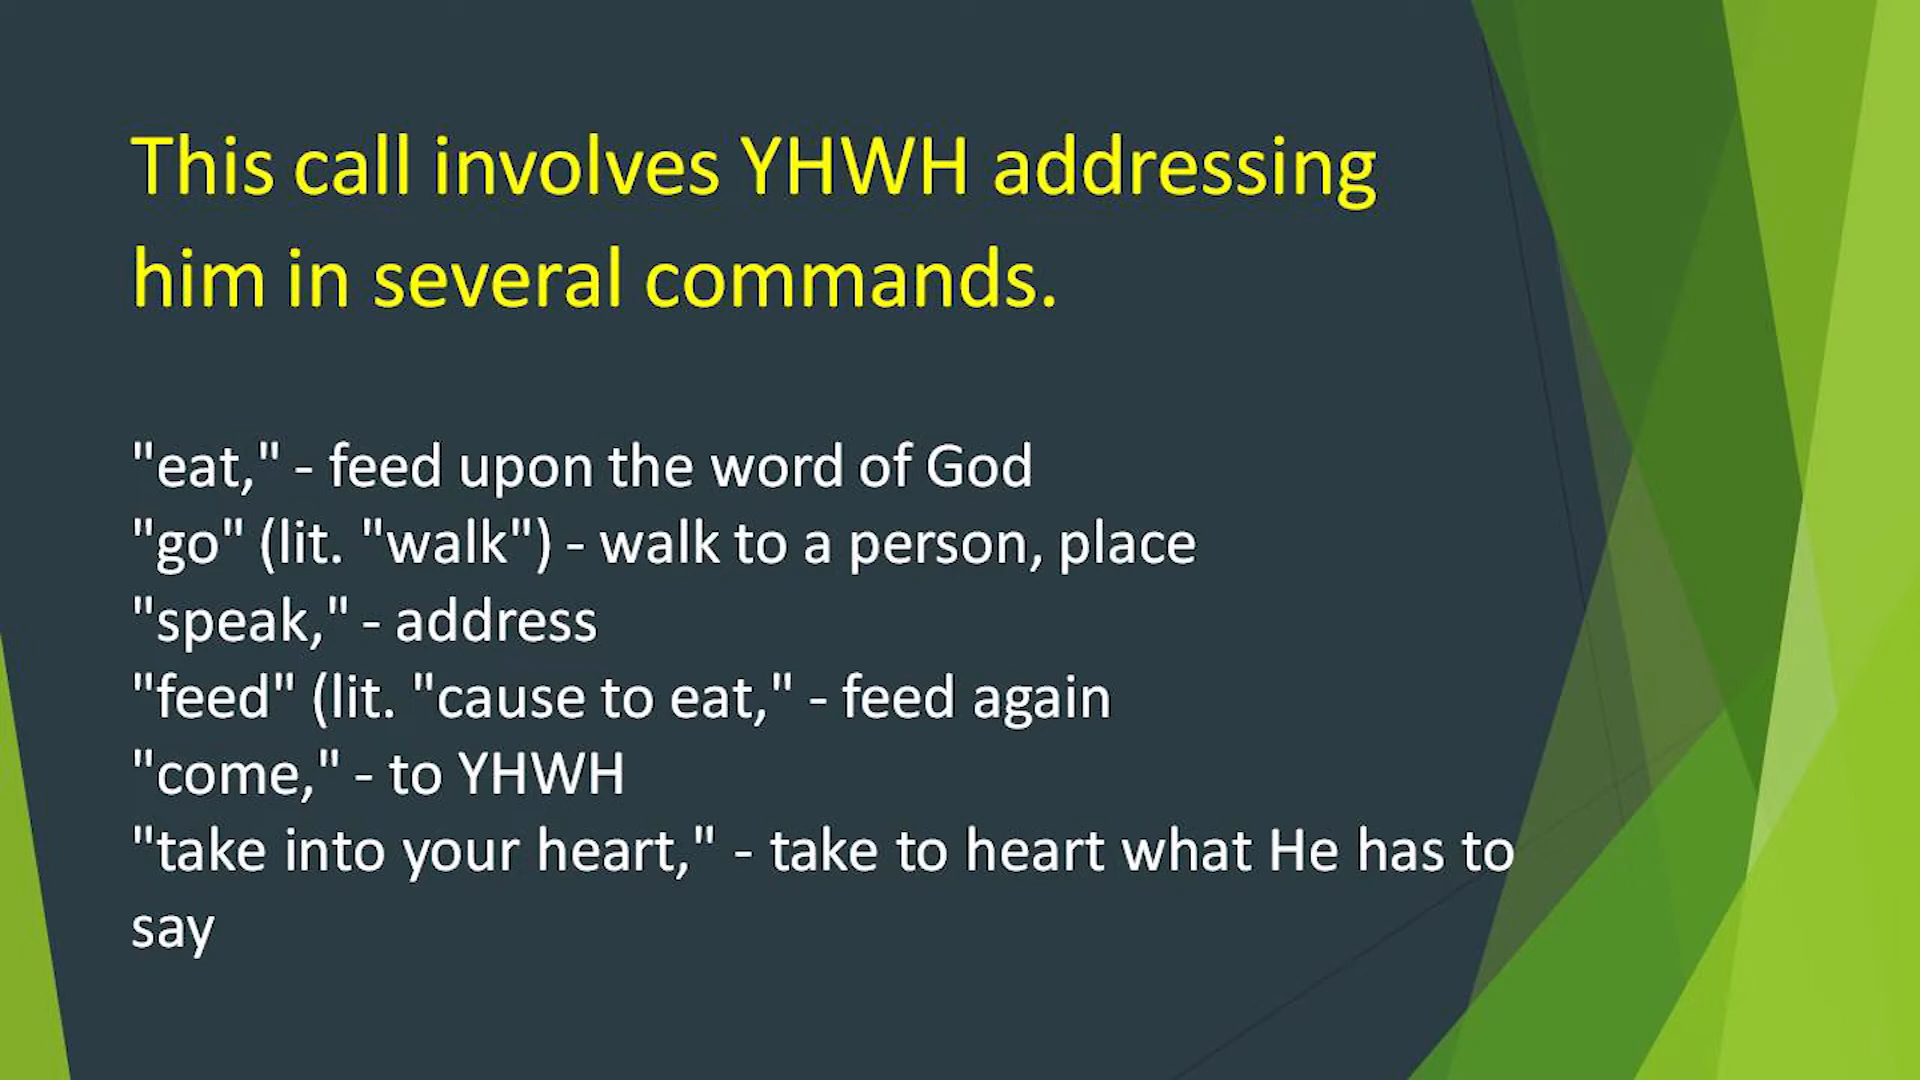 This call involves YHWH addressing
him in several commands.
"eat," - feed upon the word of God
"go" (lit. "walk") - walk to a person, place
"speak," - address
"feed" (lit. "cause to eat," - feed again
"come," - to YHWH
"take into your heart," - take to heart what He has to
say